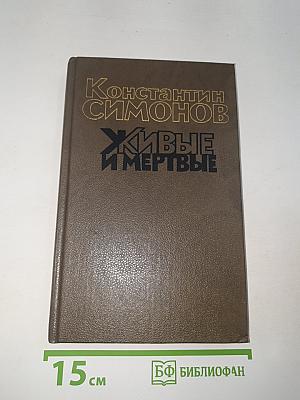 Константин
СИМОНОВ
ЖИВЫЕ
И МЕРТВЫЕ
15 см
БФ БИБЛИОФАН